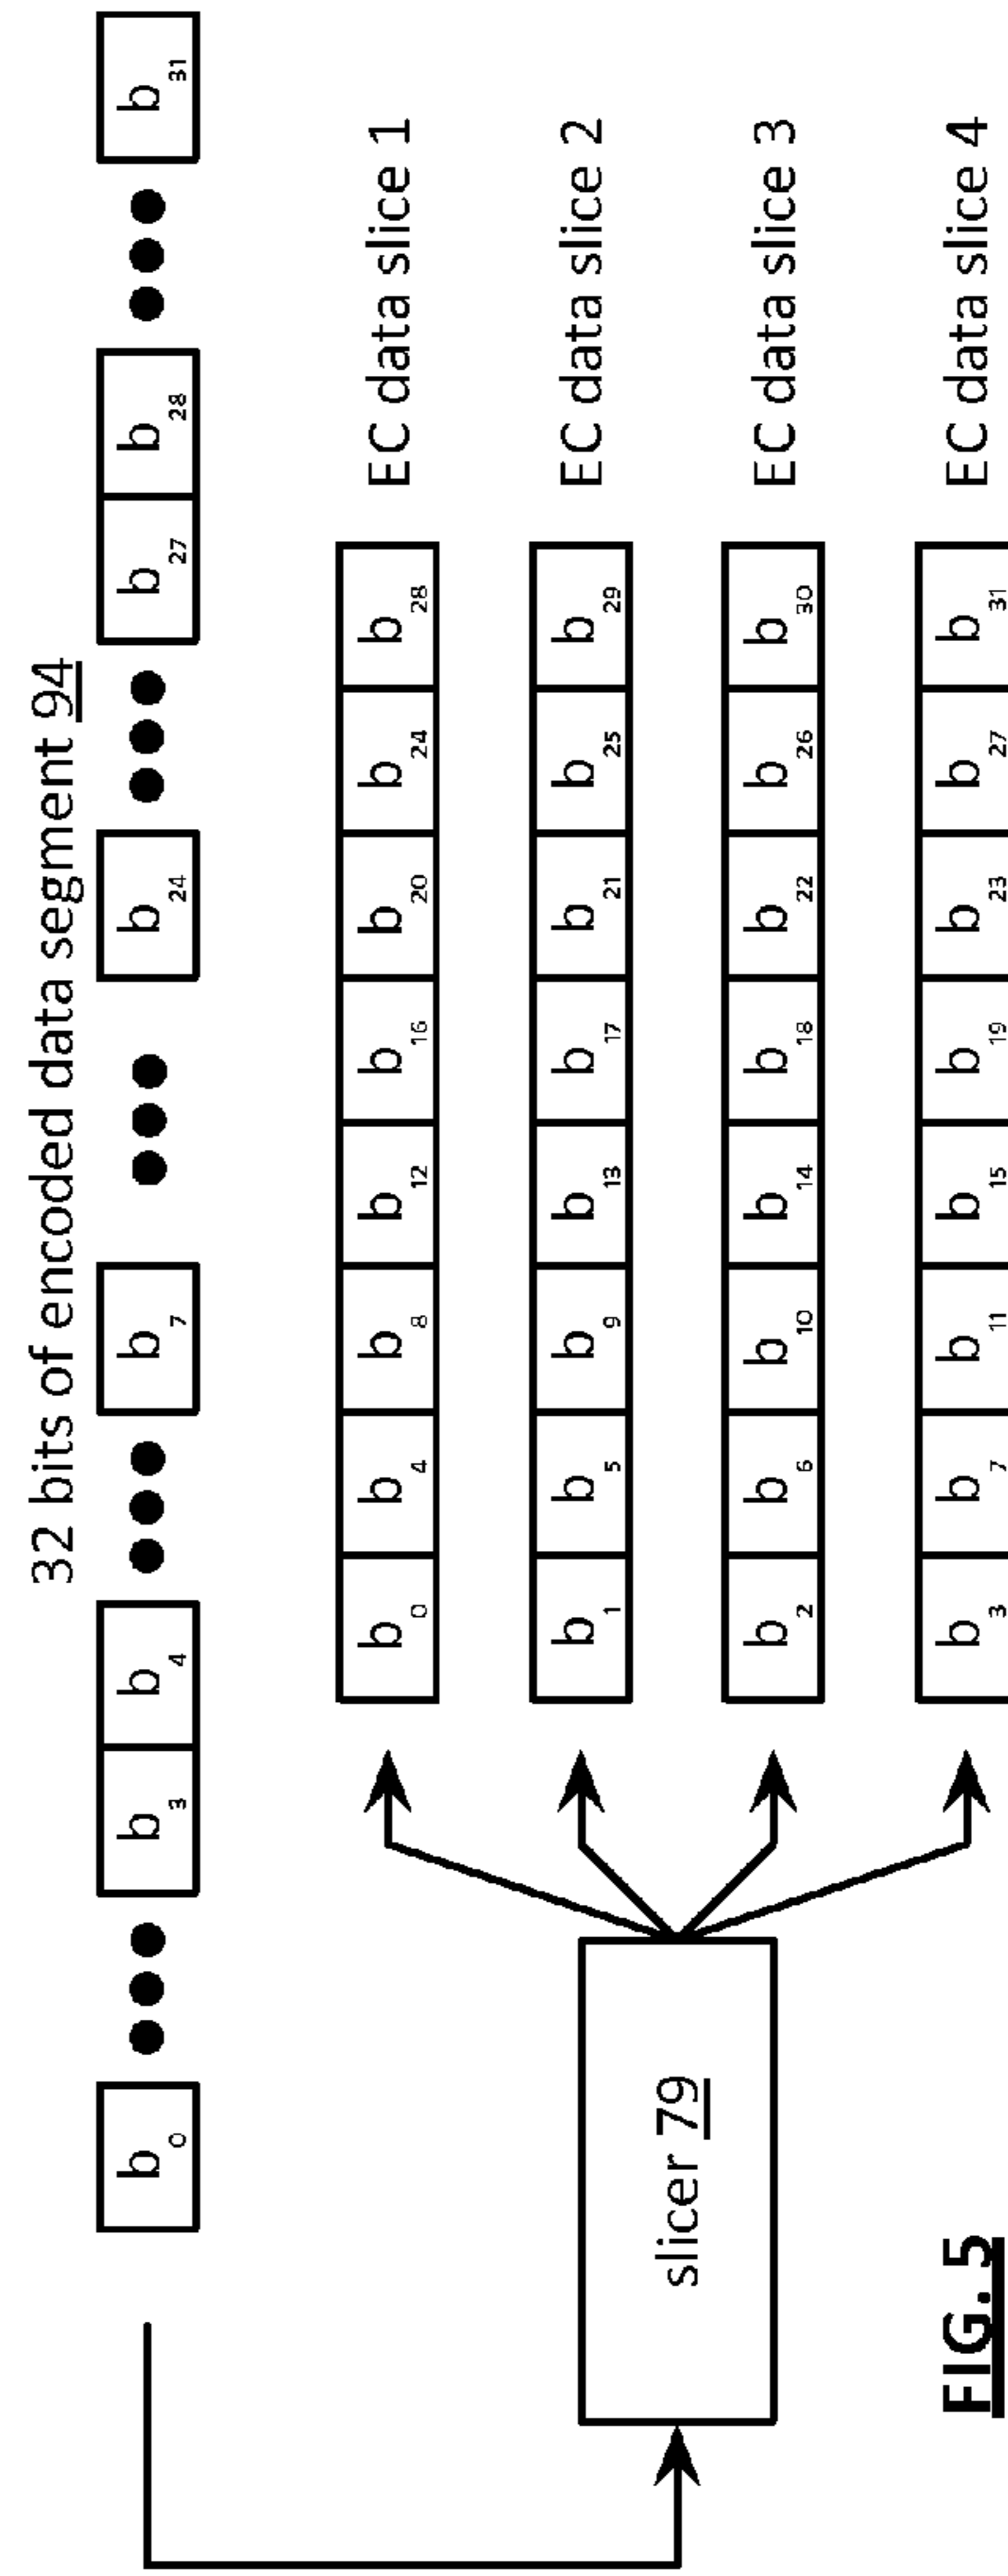 32 bits of encoded data segment 94
b0 ●●● b3 b4 ●●● b7 ●●● b24 ●●● b27 b28 ●●● b31
b0 b4 b8 b12 b16 b20 b24 b28 EC data slice 1
b1 b5 b9 b13 b17 b21 b25 b29 EC data slice 2
slicer 79
b2 b6 b10 b14 b18 b22 b26 b30 EC data slice 3
b3 b7 b11 b15 b19 b23 b27 b31 EC data slice 4
FIG. 5